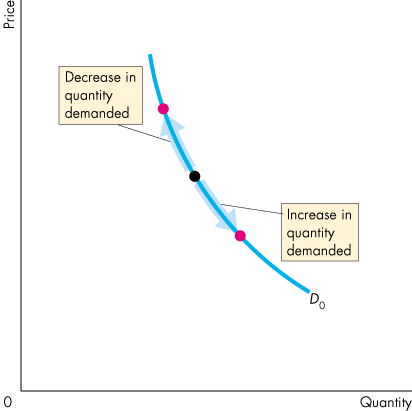 Price
Decrease in
quantity
demanded
Increase in
quantity
demanded
D0
0
Quantity